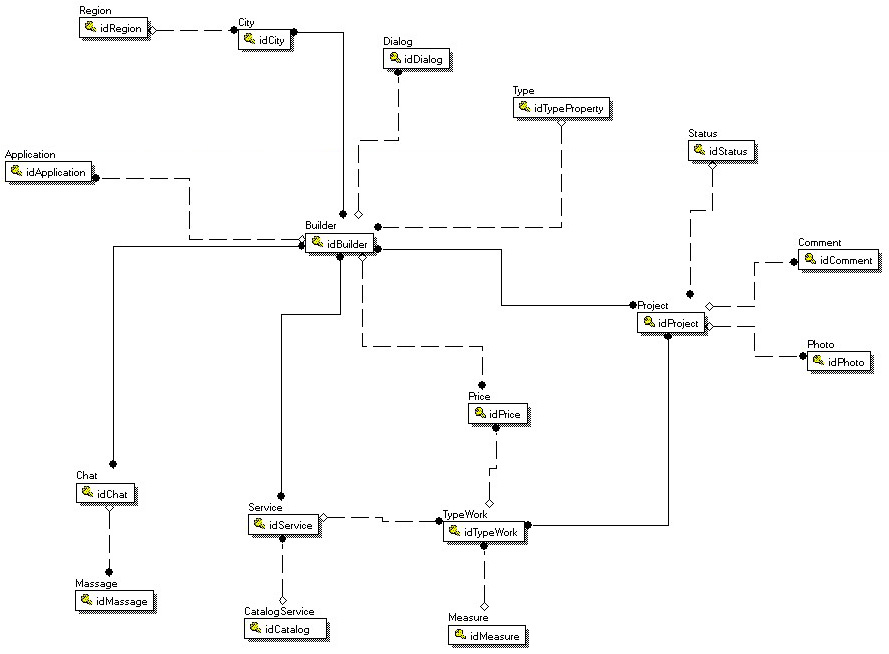 Region
idRegion
City
idCity
Dialog
idDialog
Type
idTypeProperty
Status
idStatus
Application
idApplication
Builder
idBuilder
Comment
idComment
Project
idProject
Photo
idPhoto
Price
idPrice
Chat
idChat
Service
idService
TypeWork
idTypeWork
Massage
idMassage
CatalogService
idCatalog
Measure
idMeasure